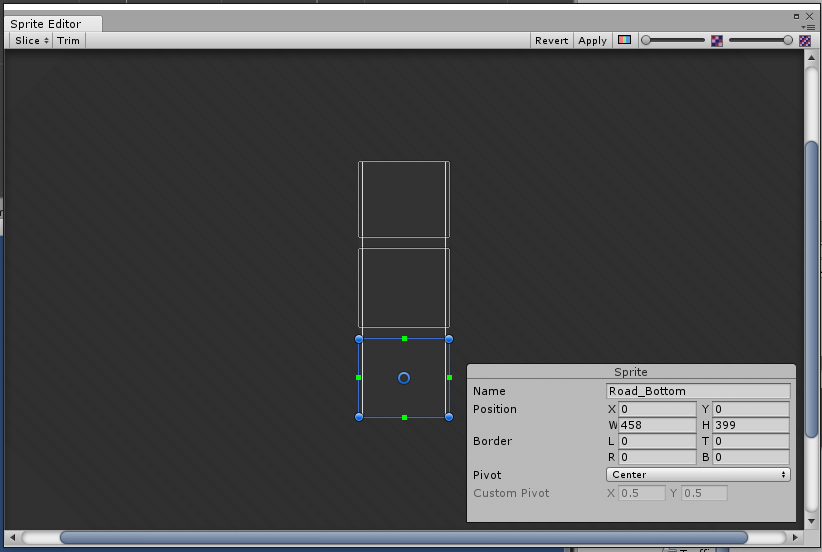 Sprite Editor
Slice Trim Revert Apply
Sprite
Name Road_Bottom
Position X 0 Y 0
W 458 H 399
Border L 0 T 0
R 0 B 0
Pivot Center
Custom Pivot X 0.5 Y 0.5